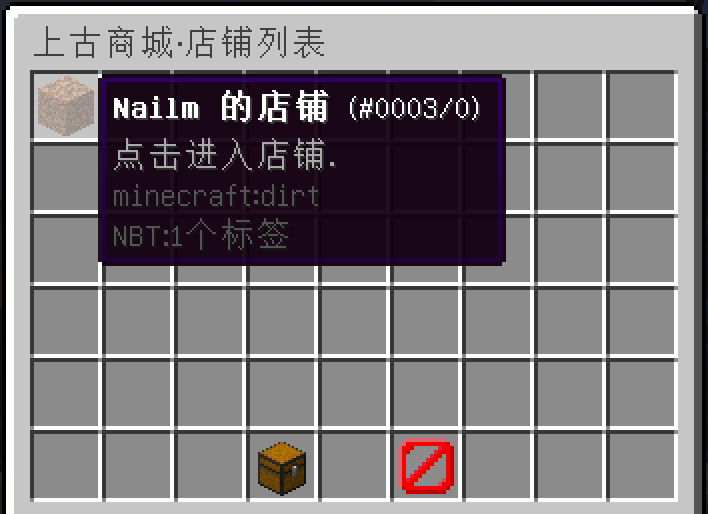 上古商城·店铺列表
Nailm 的店铺 (#0003/0)
点击进入店铺.
minecraft:dirt
NBT:1个标签